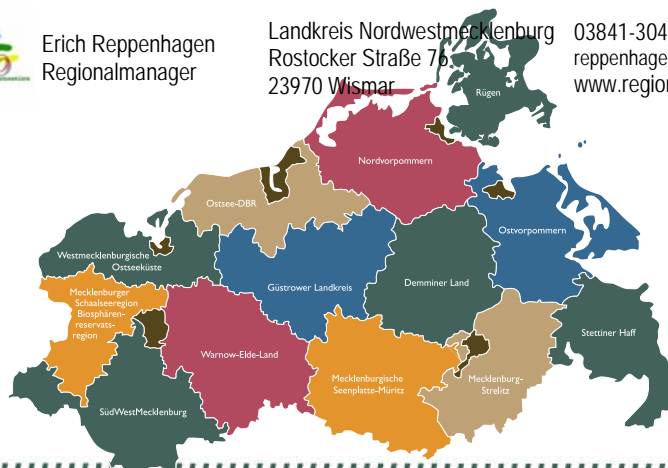 Erich Reppenhagen
Regionalmanager
Landkreis Nordwestmecklenburg
Rostocker Straße 76
23970 Wismar
03841-304
reppenhage
www.region
Rügen
Nordvorpommern
Ostsee-DBR
Ostvorpommern
Westmecklenburgische
Ostseeküste
Güstrower Landkreis
Demminer Land
Mecklenburger
Schaalseeregion
Biosphären-
reservats-
region
Stettiner Haff
Warnow-Elde-Land
Mecklenburgische
Seenplatte-Müritz
Mecklenburg-
Strelitz
SüdWestMecklenburg